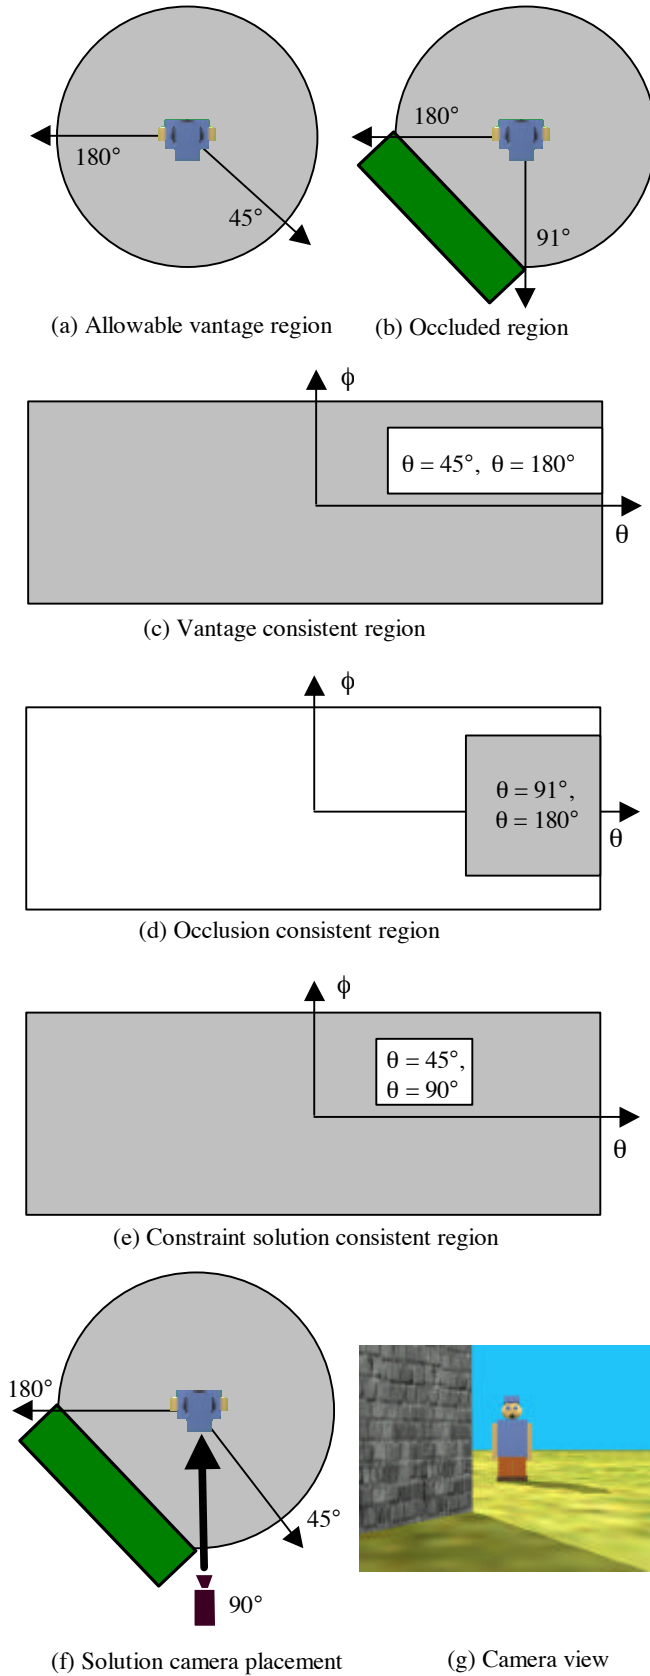 180°
45°
(a) Allowable vantage region
180°
91°
(b) Occluded region
ϕ
θ = 45°, θ = 180°
θ
(c) Vantage consistent region
ϕ
θ = 91°,
θ = 180°
θ
(d) Occlusion consistent region
ϕ
θ = 45°,
θ = 90°
θ
(e) Constraint solution consistent region
180°
45°
90°
(f) Solution camera placement
(g) Camera view